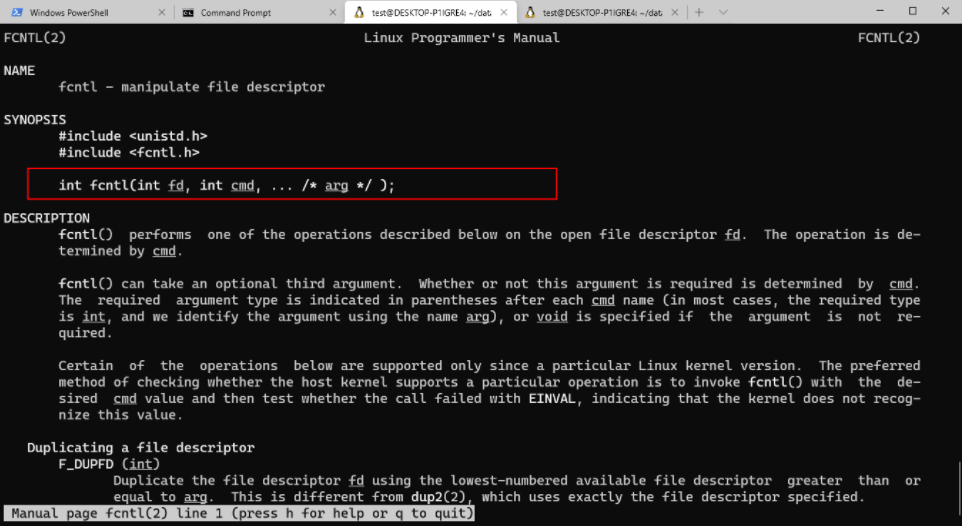 Windows PowerShell
Command Prompt
test@DESKTOP-P1IGRE4: ~/data
test@DESKTOP-P1IGRE4: ~/data
FCNTL(2) Linux Programmer's Manual FCNTL(2)
NAME
fcntl - manipulate file descriptor
SYNOPSIS
#include <unistd.h>
#include <fcntl.h>
int fcntl(int fd, int cmd, ... /* arg */ );
DESCRIPTION
fcntl() performs one of the operations described below on the open file descriptor fd. The operation is de-
termined by cmd.
fcntl() can take an optional third argument. Whether or not this argument is required is determined by cmd.
The required argument type is indicated in parentheses after each cmd name (in most cases, the required type
is int, and we identify the argument using the name arg), or void is specified if the argument is not re-
quired.
Certain of the operations below are supported only since a particular Linux kernel version. The preferred
method of checking whether the host kernel supports a particular operation is to invoke fcntl() with the de-
sired cmd value and then test whether the call failed with EINVAL, indicating that the kernel does not recog-
nize this value.
Duplicating a file descriptor
F_DUPFD (int)
Duplicate the file descriptor fd using the lowest-numbered available file descriptor greater than or
equal to arg. This is different from dup2(2), which uses exactly the file descriptor specified.
Manual page fcntl(2) line 1 (press h for help or q to quit)